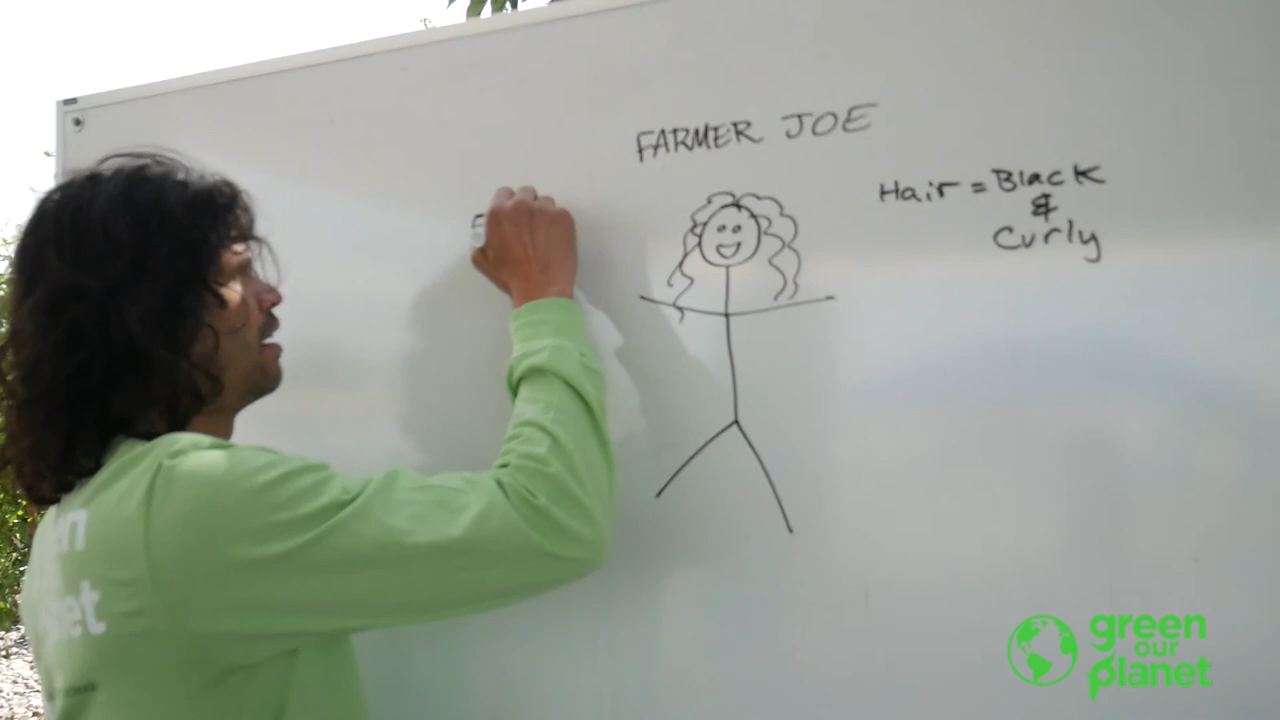 FARMER JOE
Hair = Black
&
Curly
green
our
planet